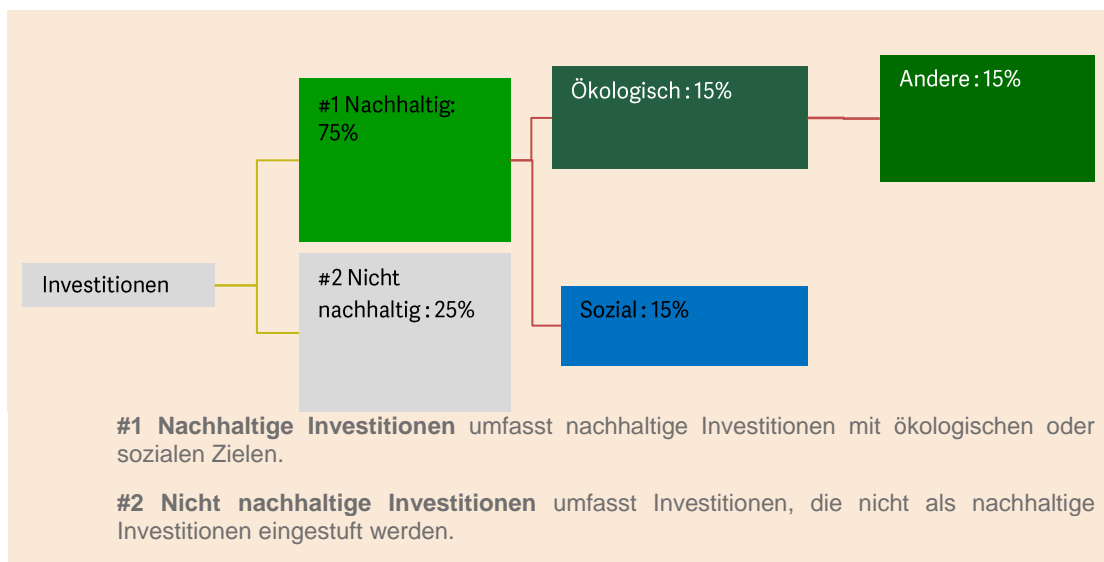 Investitionen
#1 Nachhaltig:
75%
#2 Nicht
nachhaltig : 25%
Ökologisch : 15%
Sozial : 15%
Andere : 15%
#1 Nachhaltige Investitionen umfasst nachhaltige Investitionen mit ökologischen oder
sozialen Zielen.
#2 Nicht nachhaltige Investitionen umfasst Investitionen, die nicht als nachhaltige
Investitionen eingestuft werden.